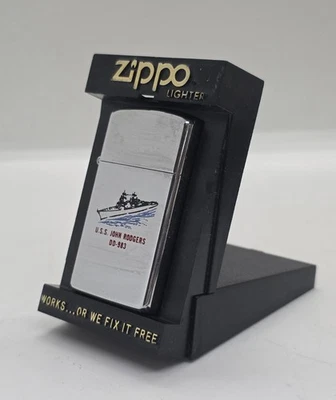 zippo
LIGHTER
U.S.S. JOHN RODGERS
DD-983
WORKS...OR WE FIX IT FREE